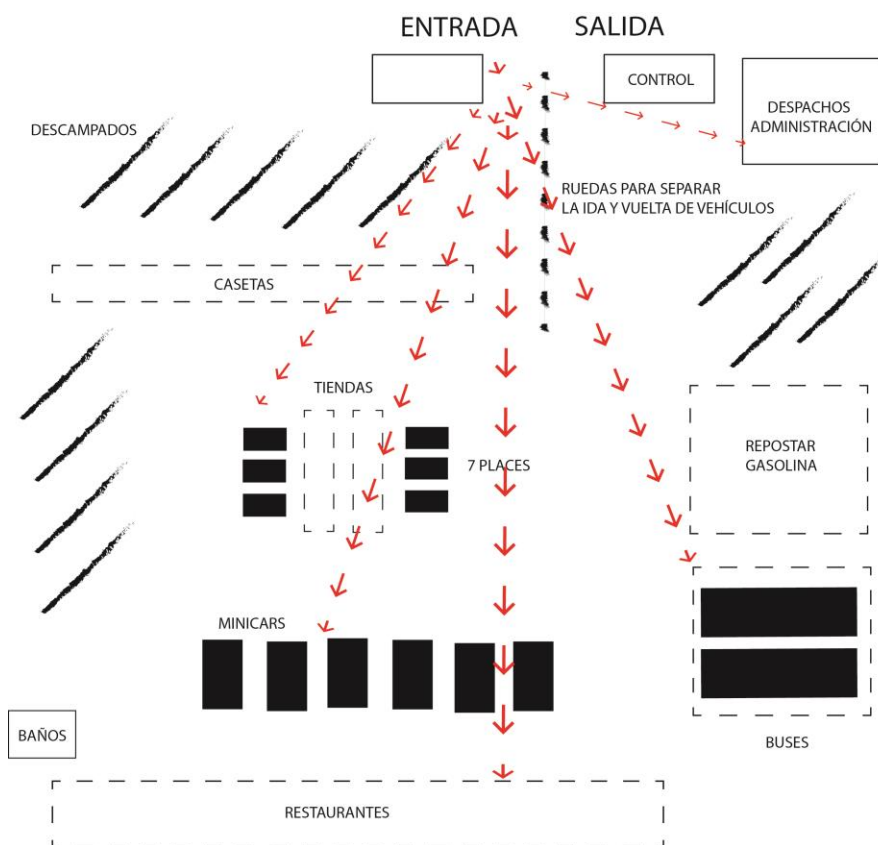 ENTRADA
SALIDA
CONTROL
DESPACHOS
ADMINISTRACIÓN
DESCAMPADOS
RUEDAS PARA SEPARAR
LA IDA Y VUELTA DE VEHÍCULOS
CASETAS
TIENDAS
7 PLACES
REPOSTAR
GASOLINA
MINICARS
BAÑOS
BUSES
RESTAURANTES